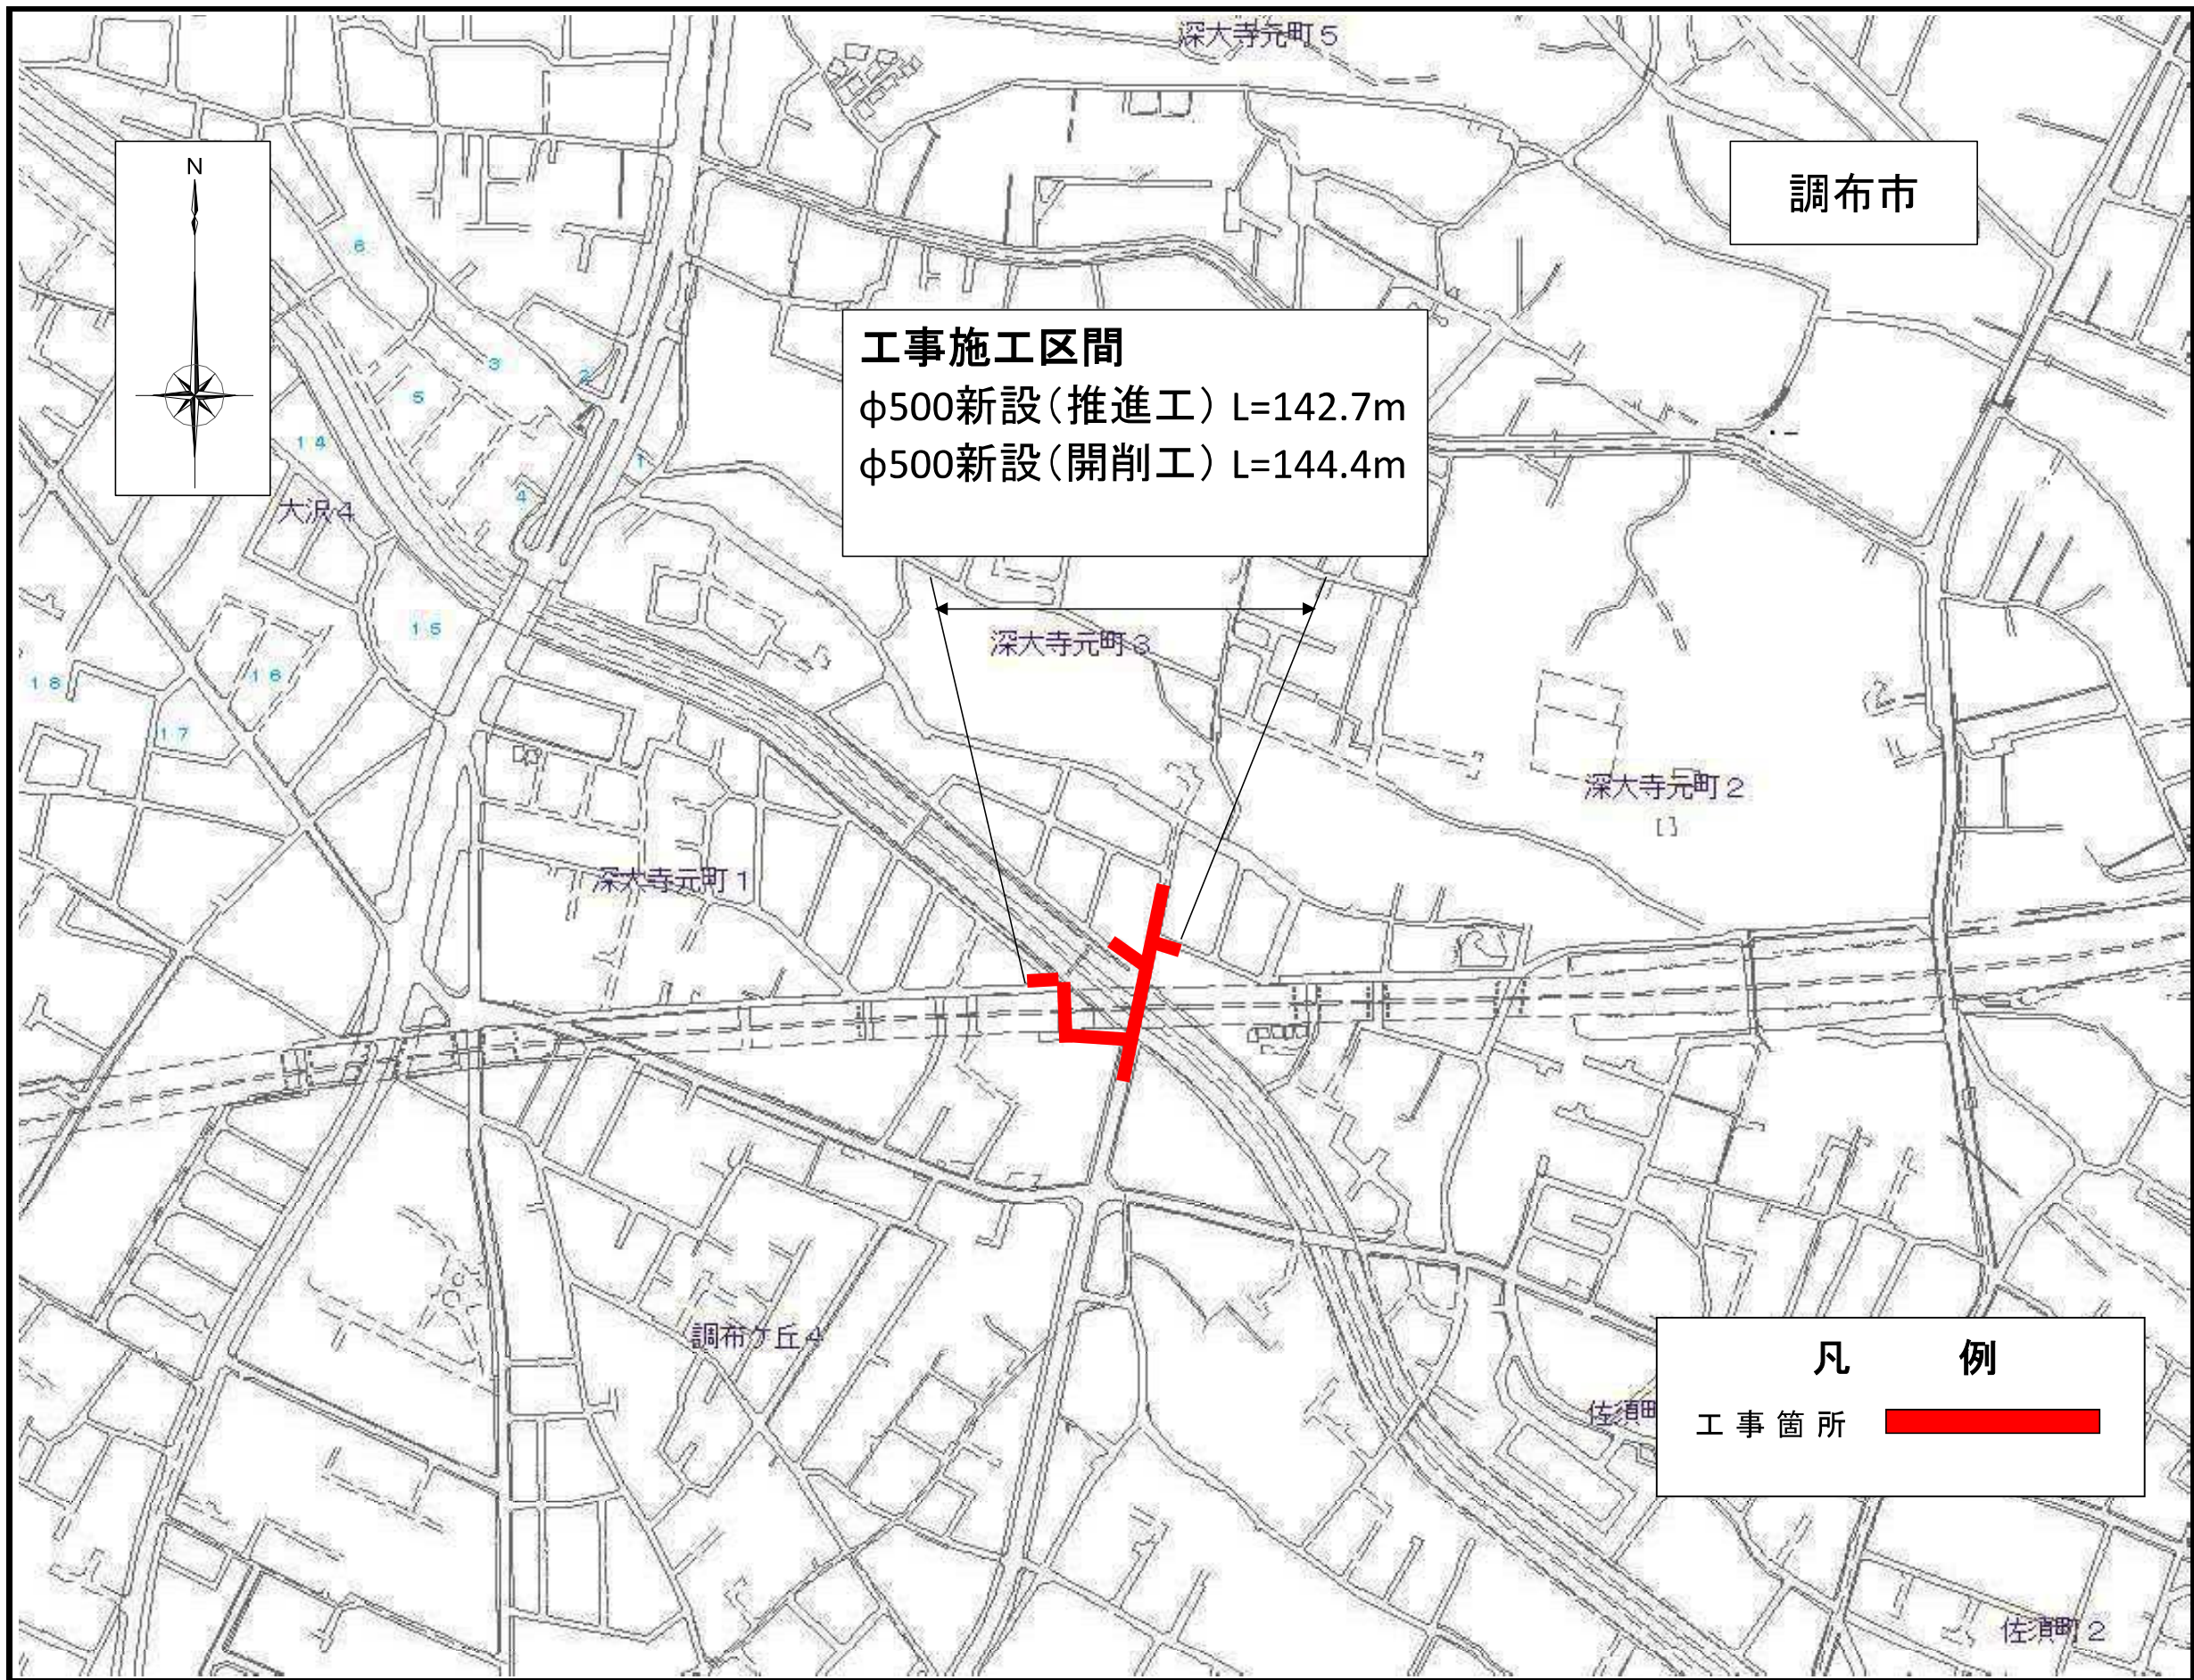 深大寺元町5
N
調布市
6
工事施工区間
φ500新設(推進工) L=142.7m
φ500新設(開削工) L=144.4m
3
2
5
14
1
4
大沢4
15
深大寺元町3
16
18
17
深大寺元町2
深大寺元町1
調布ケ丘4
凡 例
工事箇所
佐須町
佐須町2